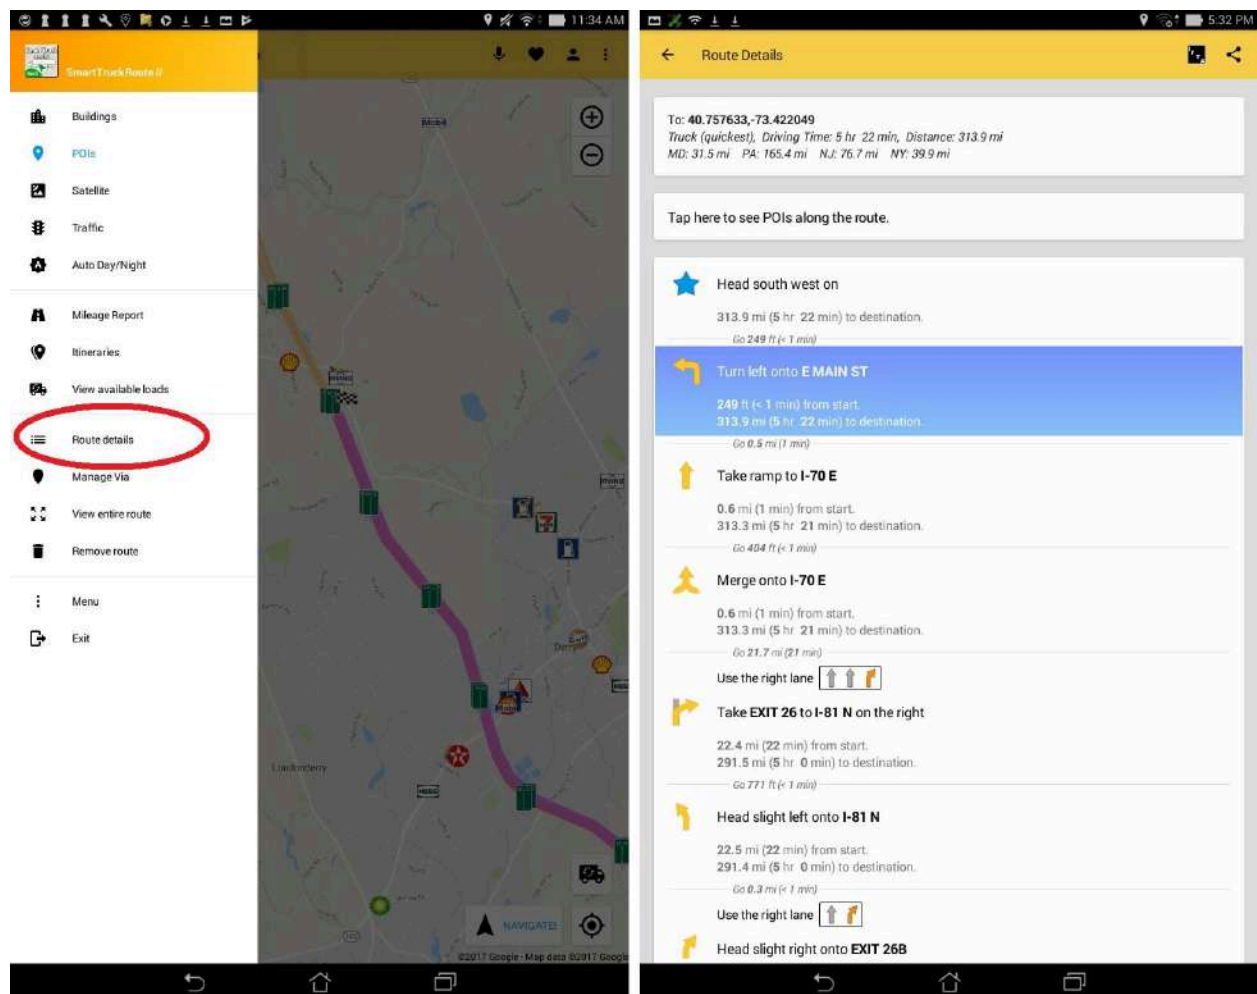 11:34 AM
SmartTruckRoute II
Buildings
POIs
Satellite
Traffic
Auto Day/Night
Mileage Report
Itineraries
View available loads
Route details
Manage Via
View entire route
Remove route
Menu
Exit
Mobil
Londonderry
NAVIGATE!
©2017 Google - Map data ©2017 Google
5:32 PM
Route Details
To: 40.757633,-73.422049
Truck (quickest), Driving Time: 5 hr 22 min, Distance: 313.9 mi
MD: 31.5 mi PA: 165.4 mi NJ: 76.7 mi NY: 39.9 mi
Tap here to see POIs along the route.
Head south west on
313.9 mi (5 hr 22 min) to destination.
Go 249 ft (< 1 min)
Turn left onto E MAIN ST
249 ft (< 1 min) from start.
313.9 mi (5 hr 22 min) to destination.
Go 0.5 mi (1 min)
Take ramp to I-70 E
0.6 mi (1 min) from start.
313.3 mi (5 hr 21 min) to destination.
Go 404 ft (< 1 min)
Merge onto I-70 E
0.6 mi (1 min) from start.
313.3 mi (5 hr 21 min) to destination.
Go 21.7 mi (21 min)
Use the right lane
Take EXIT 26 to I-81 N on the right
22.4 mi (22 min) from start.
291.5 mi (5 hr 0 min) to destination.
Go 771 ft (< 1 min)
Head slight left onto I-81 N
22.5 mi (22 min) from start.
291.4 mi (5 hr 0 min) to destination.
Go 0.3 mi (< 1 min)
Use the right lane
Head slight right onto EXIT 26B